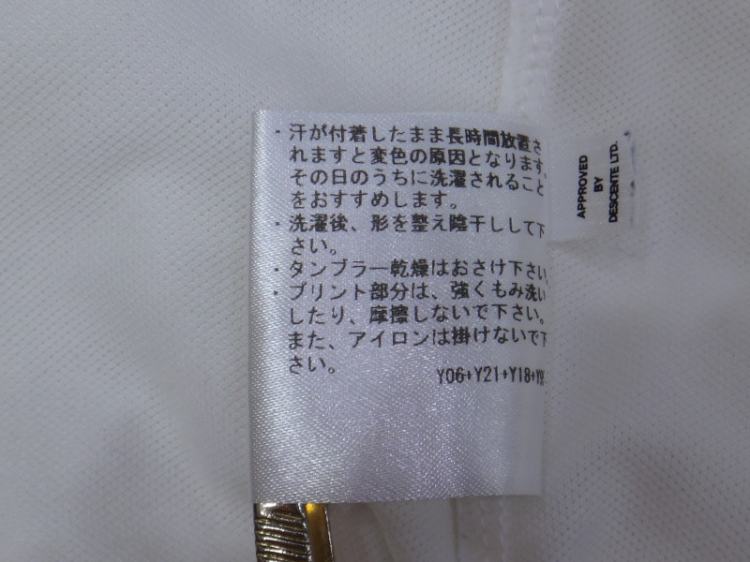 ・汗が付着したまま長時間放置さ
れますと変色の原因となります。
その日のうちに洗濯されること
をおすすめします。
・洗濯後、形を整え陰干しして下
さい。
・タンブラー乾燥はおさけ下さい。
・プリント部分は、強くもみ洗い
したり、摩擦しないで下さい。
また、アイロンは掛けないで下
さい。
Y06+Y21+Y18+
APPROVED
BY
DESCENTE LTD.